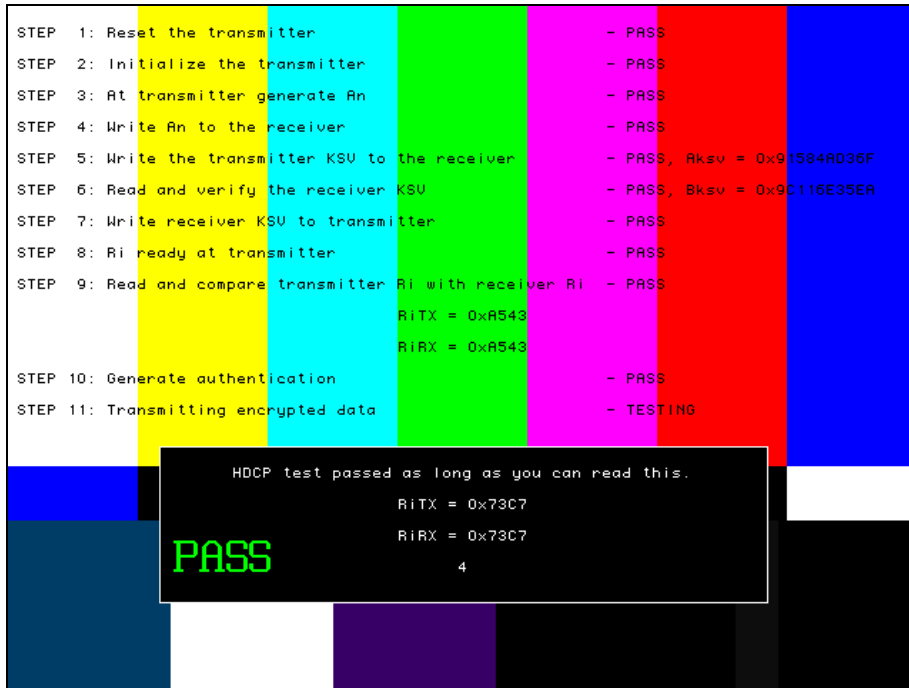 STEP 1: Reset the transmitter - PASS
STEP 2: Initialize the transmitter - PASS
STEP 3: At transmitter generate An - PASS
STEP 4: Write An to the receiver - PASS
STEP 5: Write the transmitter KSV to the receiver - PASS, Aksv = 0x91584AD36F
STEP 6: Read and verify the receiver KSV - PASS, Bksv = 0x9C115E35EA
STEP 7: Write receiver KSV to transmitter - PASS
STEP 8: Ri ready at transmitter - PASS
STEP 9: Read and compare transmitter Ri with receiver Ri - PASS
RiTX = 0xA543
RiRX = 0xA543
STEP 10: Generate authentication - PASS
STEP 11: Transmitting encrypted data - TESTING
HDCP test passed as long as you can read this.
RiTX = 0x73C7
RiRX = 0x73C7
PASS
4